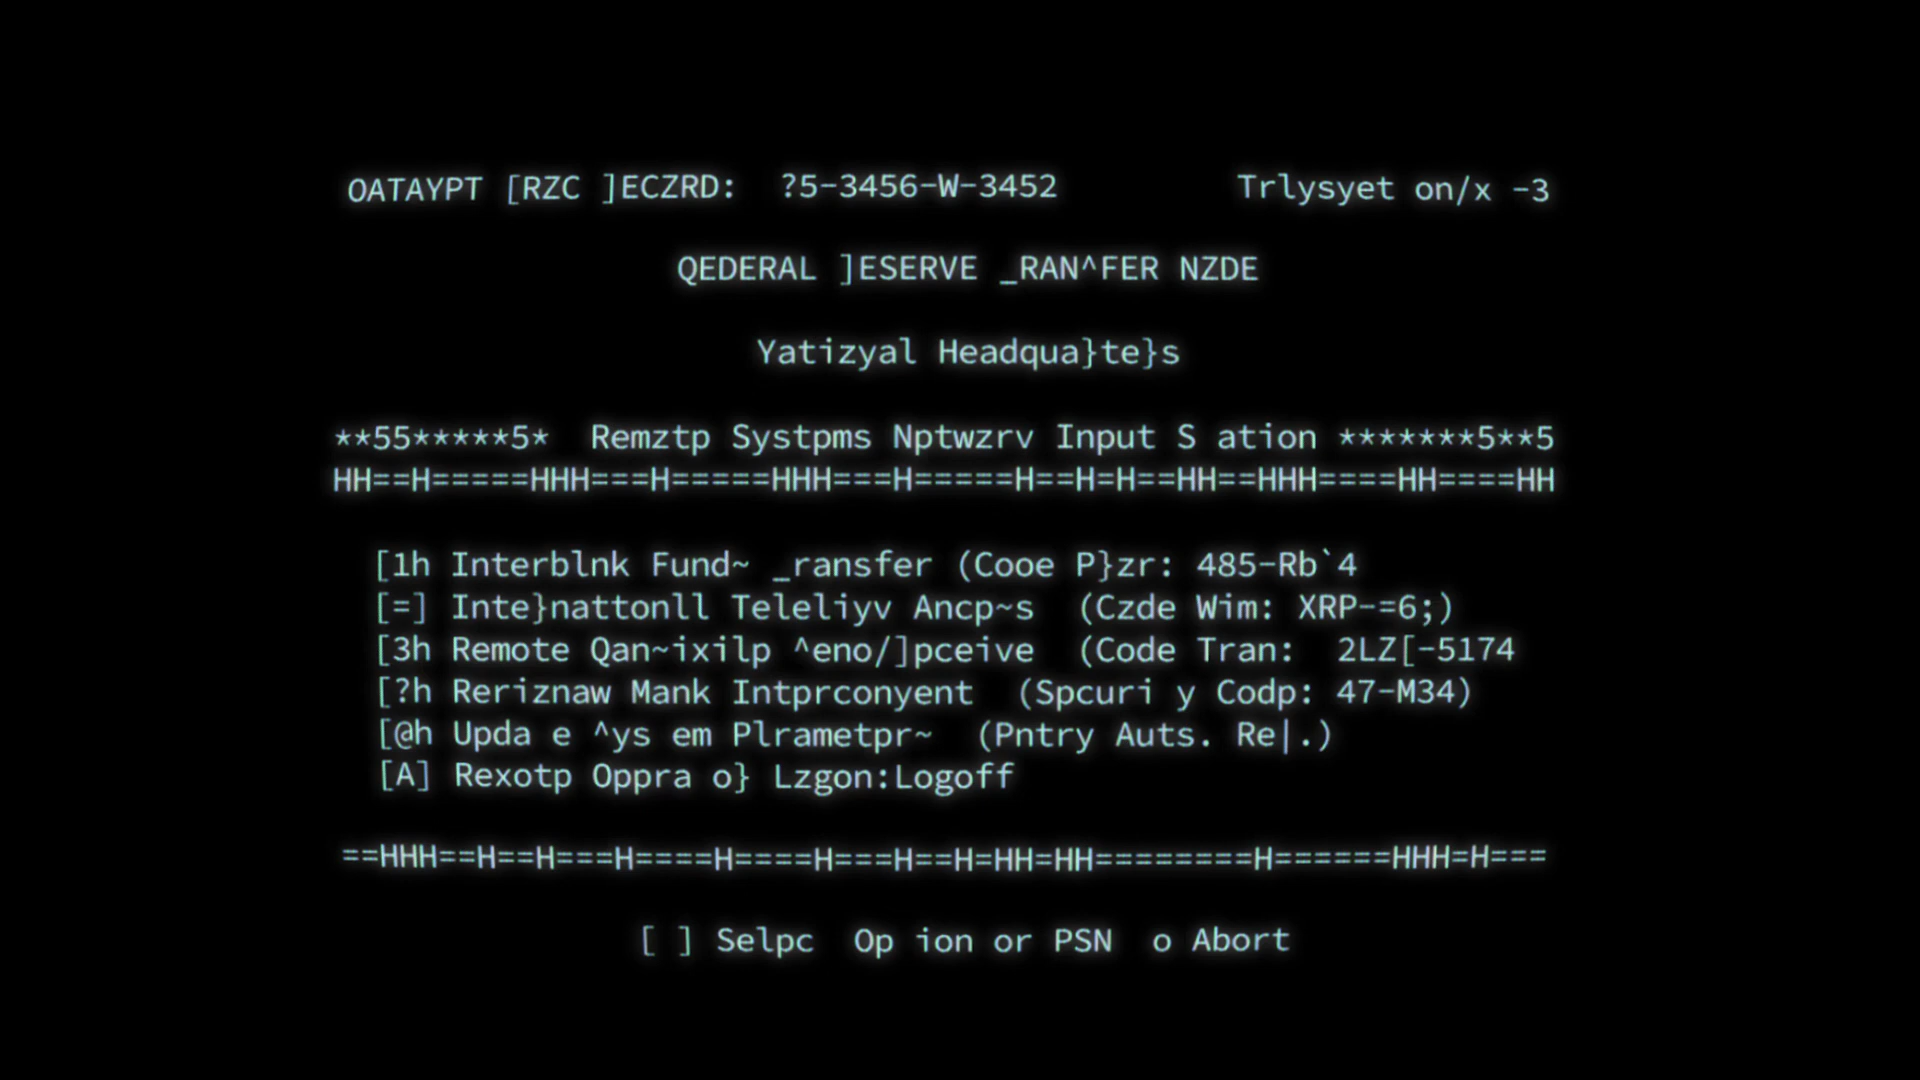 OATAYPT [RZC ]ECZRD: ?5-3456-W-3452 Trlysyet on/x -3
QEDERAL ]ESERVE _RAN^FER NZDE
Yatizyal Headqua}te}s
**55*****5* Remztp Systpms Nptwzrv Input S ation *******5**5
HH==H=====HHH===H=====HHH===H=====H==H=H==HH==HHH====HH====HH
[1h Interblnk Fund~ _ransfer (Cooe P}zr: 485-Rb`4
[=] Inte}nattonll Teleliyv Ancp~s (Czde Wim: XRP-=6;)
[3h Remote Qan~ixilp ^eno/]pceive (Code Tran: 2LZ[-5174
[?h Reriznaw Mank Intprconyent (Spcuri y Codp: 47-M34)
[@h Upda e ^ys em Plrametpr~ (Pntry Auts. Re|.)
[A] Rexotp Oppra o} Lzgon:Logoff
==HHH==H==H===H====H====H===H==H=HH=HH========H======HHH=H===
[ ] Selpc Op ion or PSN o Abort